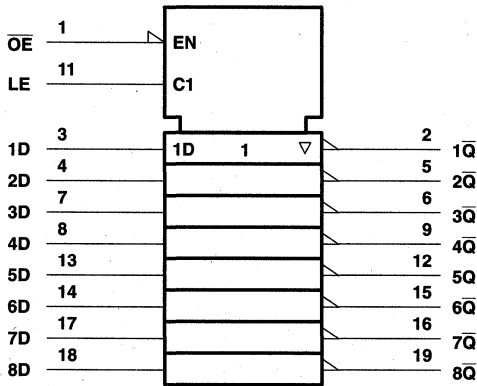 1
O̅E̅ EN
11
LE C1
3 2
1D 1D 1 ▽ 1Q̅
4 5
2D 2Q̅
7 6
3D 3Q̅
8 9
4D 4Q̅
13 12
5D 5Q
14 15
6D 6Q̅
17 16
7D 7Q̅
18 19
8D 8Q̅